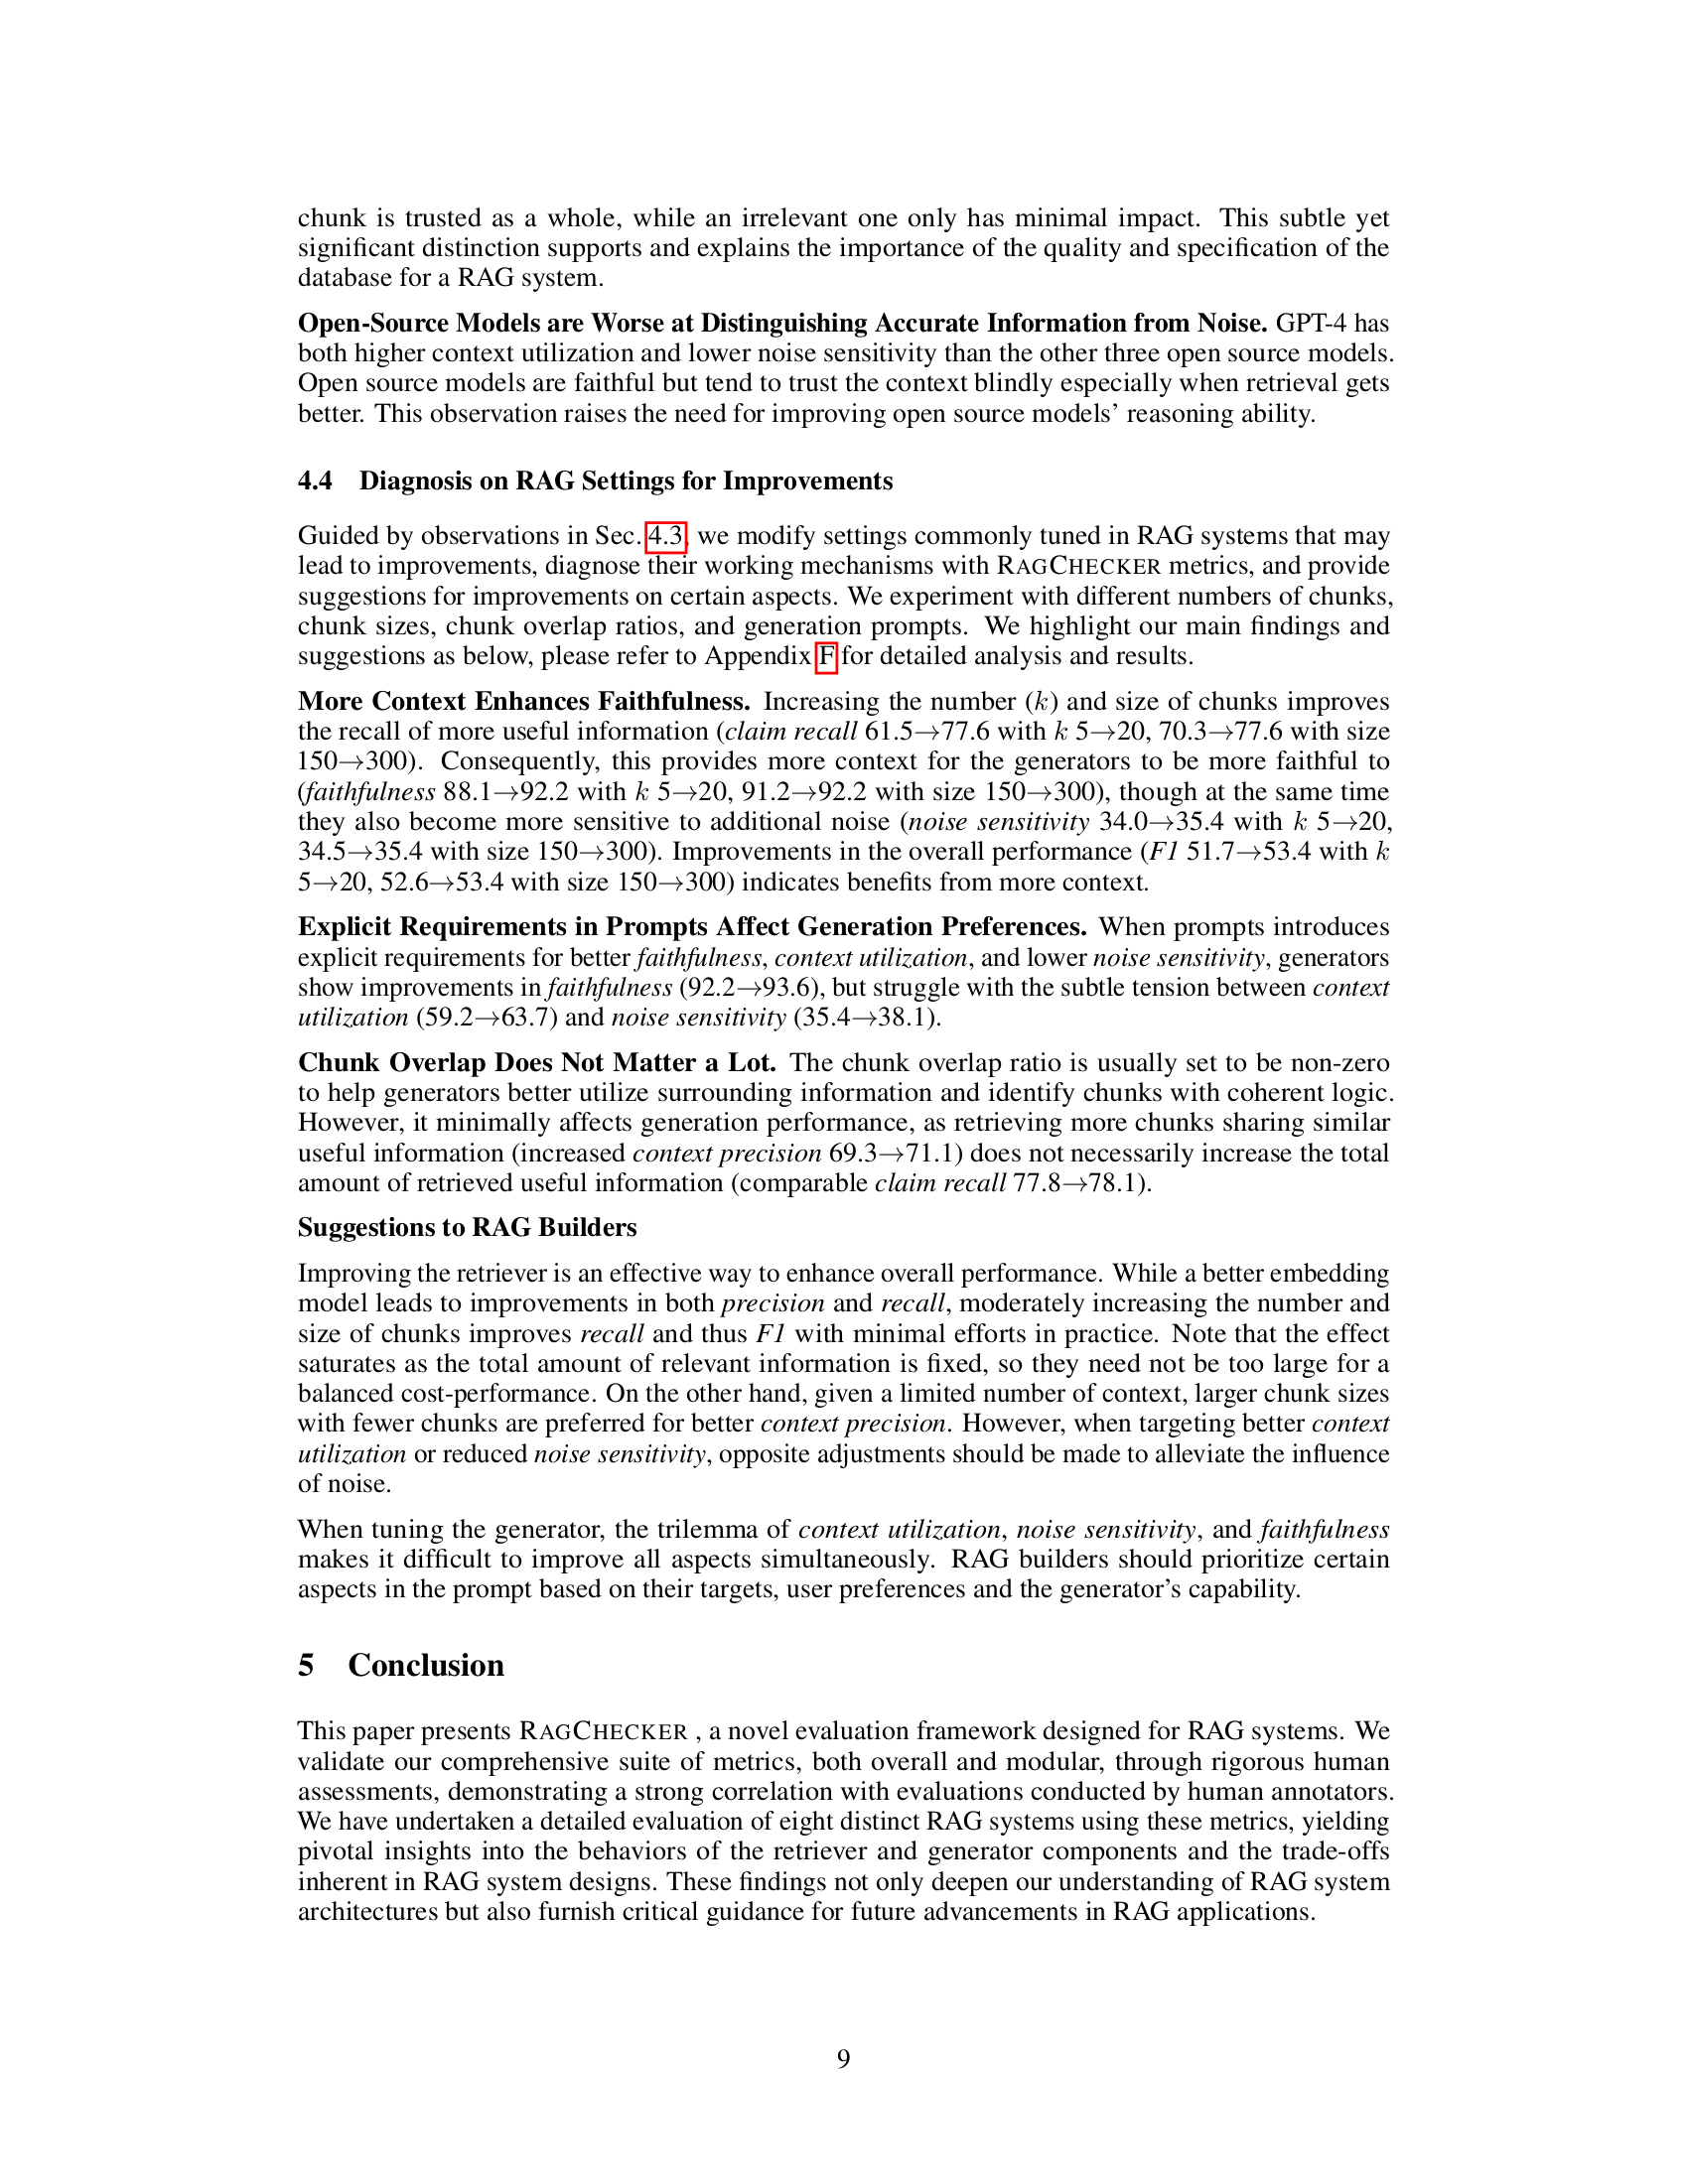 chunk is trusted as a whole, while an irrelevant one only has minimal impact. This subtle yet
significant distinction supports and explains the importance of the quality and specification of the
database for a RAG system.
Open-Source Models are Worse at Distinguishing Accurate Information from Noise. GPT-4 has
both higher context utilization and lower noise sensitivity than the other three open source models.
Open source models are faithful but tend to trust the context blindly especially when retrieval gets
better. This observation raises the need for improving open source models' reasoning ability.
4.4 Diagnosis on RAG Settings for Improvements
Guided by observations in Sec. 4.3, we modify settings commonly tuned in RAG systems that may
lead to improvements, diagnose their working mechanisms with RAGCHECKER metrics, and provide
suggestions for improvements on certain aspects. We experiment with different numbers of chunks,
chunk sizes, chunk overlap ratios, and generation prompts. We highlight our main findings and
suggestions as below, please refer to Appendix F for detailed analysis and results.
More Context Enhances Faithfulness. Increasing the number (k) and size of chunks improves
the recall of more useful information (claim recall 61.5→77.6 with k 5→20, 70.3→77.6 with size
150→300). Consequently, this provides more context for the generators to be more faithful to
(faithfulness 88.1→92.2 with k 5→20, 91.2→92.2 with size 150→300), though at the same time
they also become more sensitive to additional noise (noise sensitivity 34.0→35.4 with k 5→20,
34.5→35.4 with size 150→300). Improvements in the overall performance (F1 51.7→53.4 with k
5→20, 52.6→53.4 with size 150→300) indicates benefits from more context.
Explicit Requirements in Prompts Affect Generation Preferences. When prompts introduces
explicit requirements for better faithfulness, context utilization, and lower noise sensitivity, generators
show improvements in faithfulness (92.2→93.6), but struggle with the subtle tension between context
utilization (59.2→63.7) and noise sensitivity (35.4→38.1).
Chunk Overlap Does Not Matter a Lot. The chunk overlap ratio is usually set to be non-zero
to help generators better utilize surrounding information and identify chunks with coherent logic.
However, it minimally affects generation performance, as retrieving more chunks sharing similar
useful information (increased context precision 69.3→71.1) does not necessarily increase the total
amount of retrieved useful information (comparable claim recall 77.8→78.1).
Suggestions to RAG Builders
Improving the retriever is an effective way to enhance overall performance. While a better embedding
model leads to improvements in both precision and recall, moderately increasing the number and
size of chunks improves recall and thus F1 with minimal efforts in practice. Note that the effect
saturates as the total amount of relevant information is fixed, so they need not be too large for a
balanced cost-performance. On the other hand, given a limited number of context, larger chunk sizes
with fewer chunks are preferred for better context precision. However, when targeting better context
utilization or reduced noise sensitivity, opposite adjustments should be made to alleviate the influence
of noise.
When tuning the generator, the trilemma of context utilization, noise sensitivity, and faithfulness
makes it difficult to improve all aspects simultaneously. RAG builders should prioritize certain
aspects in the prompt based on their targets, user preferences and the generator's capability.
5 Conclusion
This paper presents RAGCHECKER , a novel evaluation framework designed for RAG systems. We
validate our comprehensive suite of metrics, both overall and modular, through rigorous human
assessments, demonstrating a strong correlation with evaluations conducted by human annotators.
We have undertaken a detailed evaluation of eight distinct RAG systems using these metrics, yielding
pivotal insights into the behaviors of the retriever and generator components and the trade-offs
inherent in RAG system designs. These findings not only deepen our understanding of RAG system
architectures but also furnish critical guidance for future advancements in RAG applications.
9